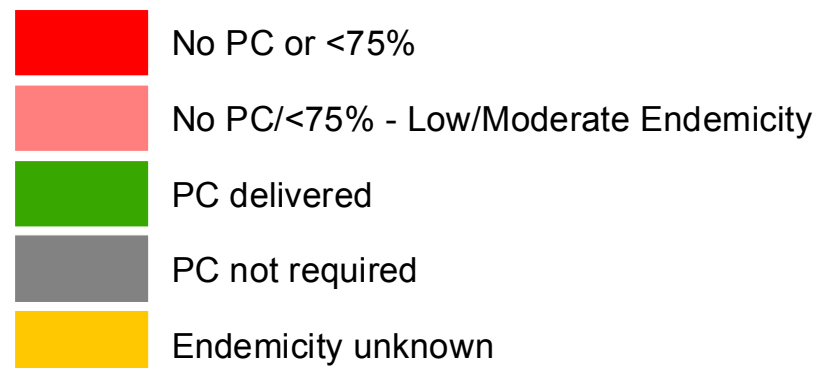 No PC or <75%
No PC/<75% - Low/Moderate Endemicity
PC delivered
PC not required
Endemicity unknown